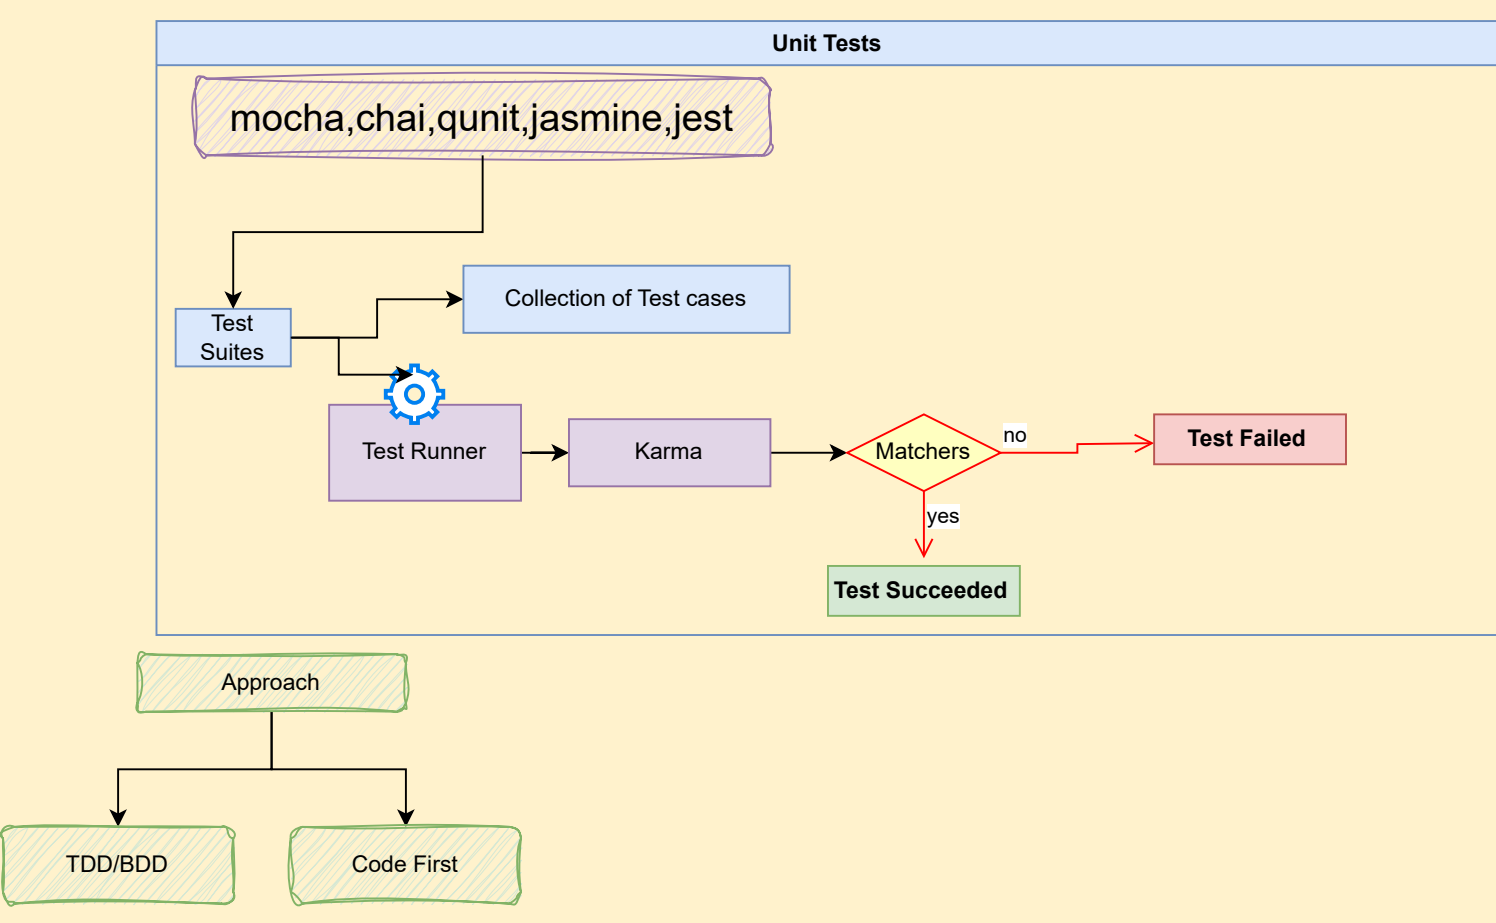 Unit Tests
mocha,chai,qunit,jasmine,jest
Collection of Test cases
Test
Suites
Test Runner
Karma
Matchers
no
Test Failed
yes
Test Succeeded
Approach
TDD/BDD
Code First